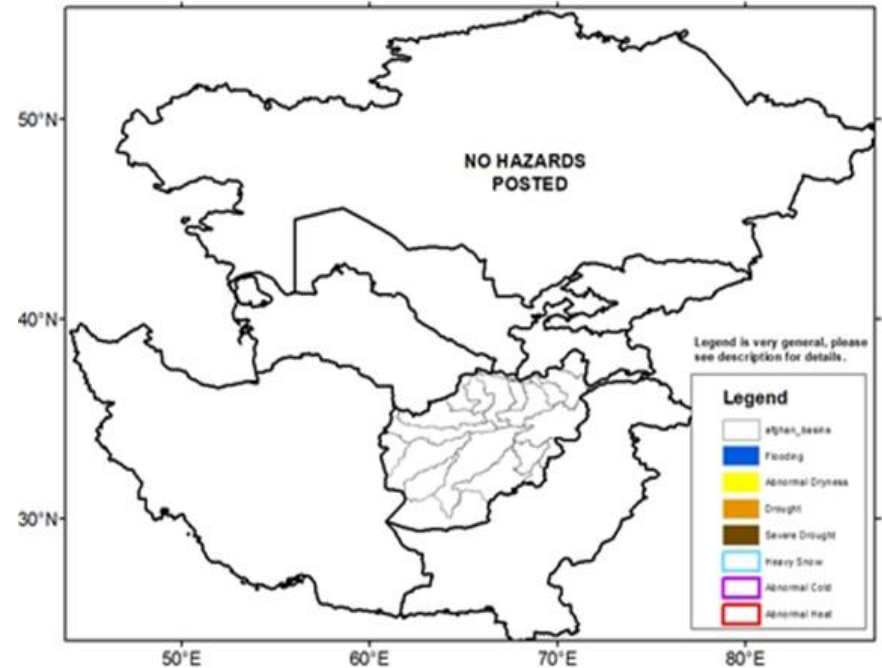 50°N
40°N
30°N
NO HAZARDS
POSTED
Legend is very general, please
see description for details.
Legend
afghan_basins
Flooding
Abnormal Dryness
Drought
Severe Drought
Heavy Snow
Abnormal Cold
Abnormal Heat
50°E
60°E
70°E
80°E